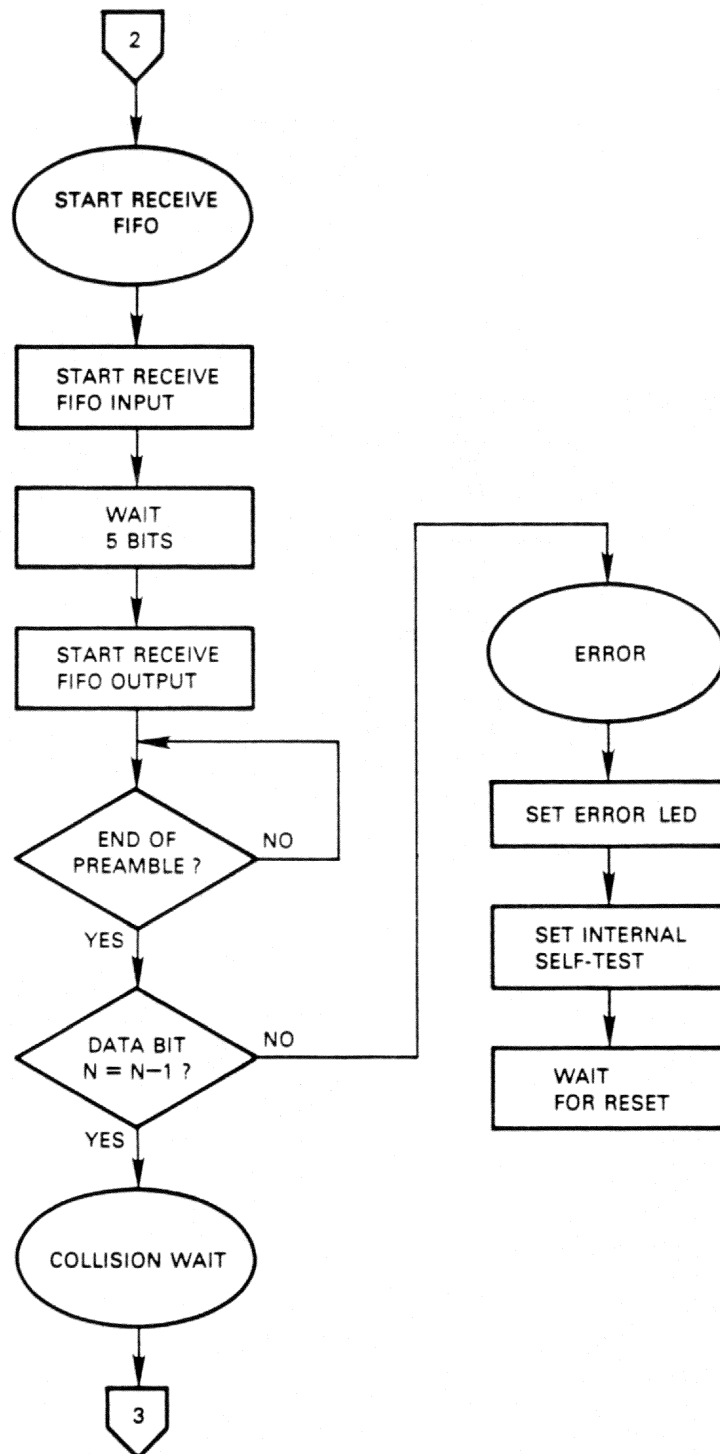 2
START RECEIVE
FIFO
START RECEIVE
FIFO INPUT
WAIT
5 BITS
START RECEIVE
FIFO OUTPUT
END OF
PREAMBLE ?
NO
YES
DATA BIT
N = N–1 ?
NO
YES
COLLISION WAIT
3
ERROR
SET ERROR LED
SET INTERNAL
SELF-TEST
WAIT
FOR RESET